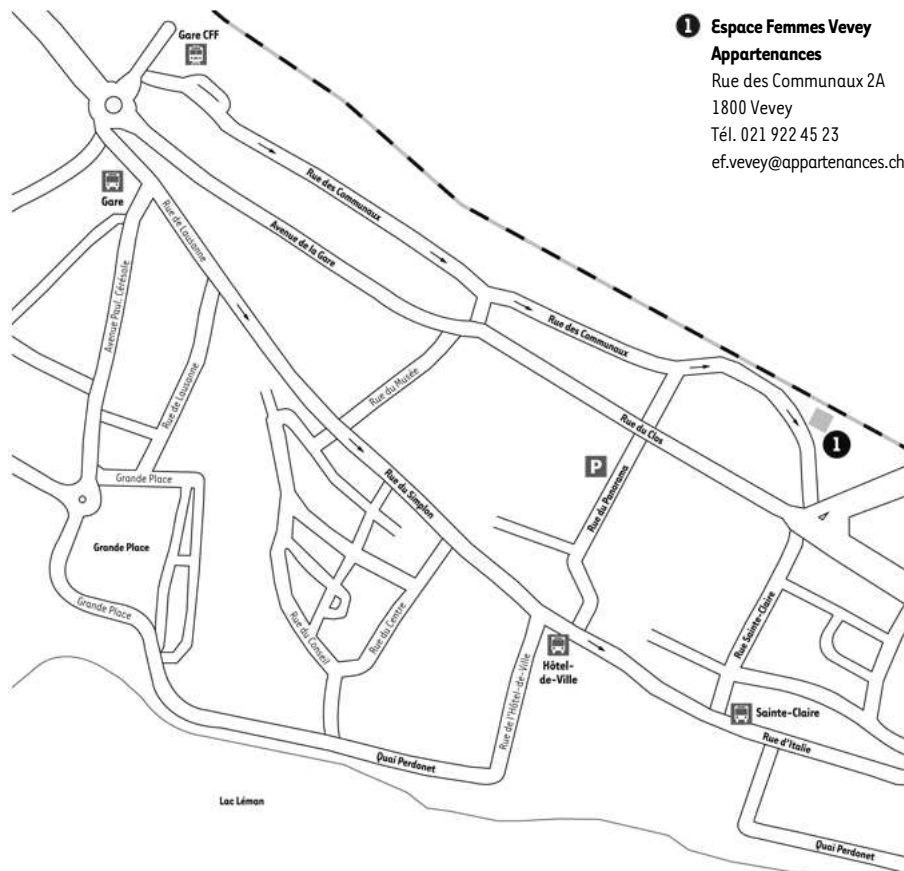 1 Espace Femmes Vevey
Appartenances
Rue des Communaux 2A
1800 Vevey
Tél. 021 922 45 23
ef.vevey@appartenances.ch
Gare CFF
Gare
Rue des Communaux
Rue de Lausanne
Avenue de la Gare
Avenue Paul. Cérésole
Rue des Communaux
Rue de Lausanne
Rue du Musée
Rue du Clos
1
P
Rue du Panorama
Grande Place
Rue du Simplon
Grande Place
Grande Place
Rue du Conseil
Rue du Centre
Rue Sainte-Claire
Hôtel-
de-Ville
Rue de l'Hôtel-de-Ville
Sainte-Claire
Rue d'Italie
Quai Perdonet
Lac Léman
Quai Perdonet